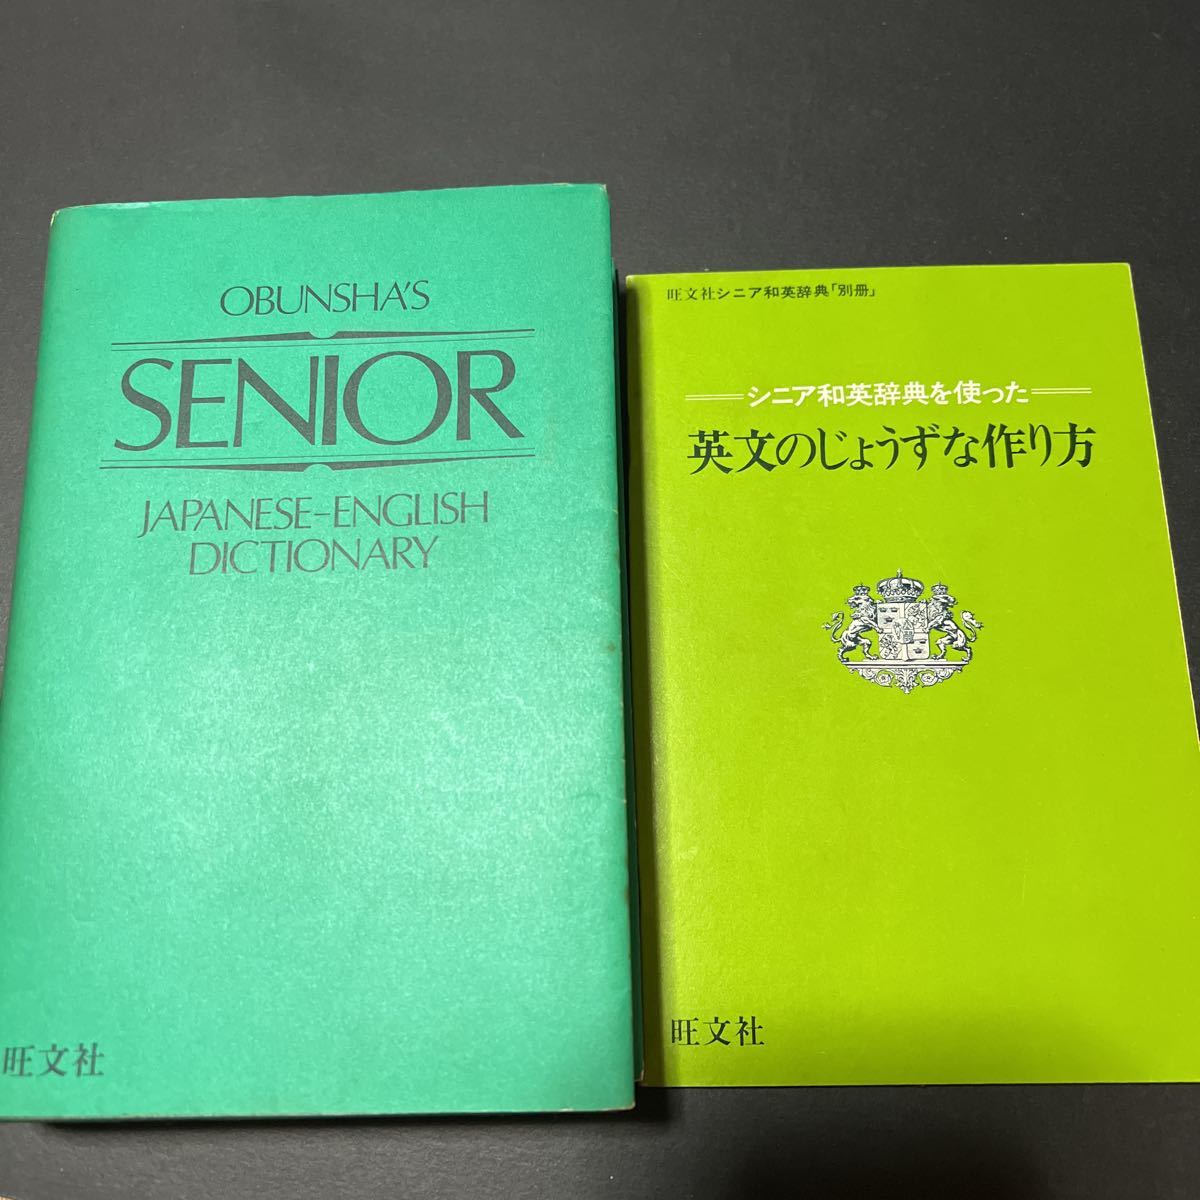 OBUNSHA'S
SENIOR
JAPANESE-ENGLISH
DICTIONARY
旺文社
旺文社シニア和英辞典「別冊」
シニア和英辞典を使った
英文のじょうずな作り方
旺文社